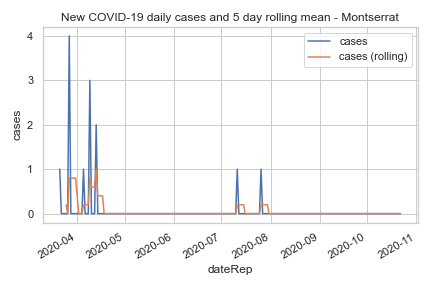 New COVID-19 daily cases and 5 day rolling mean - Montserrat
cases
cases (rolling)
cases
4
3
2
1
0
2020-04
2020-05
2020-06
2020-07
2020-08
2020-09
2020-10
2020-11
dateRep